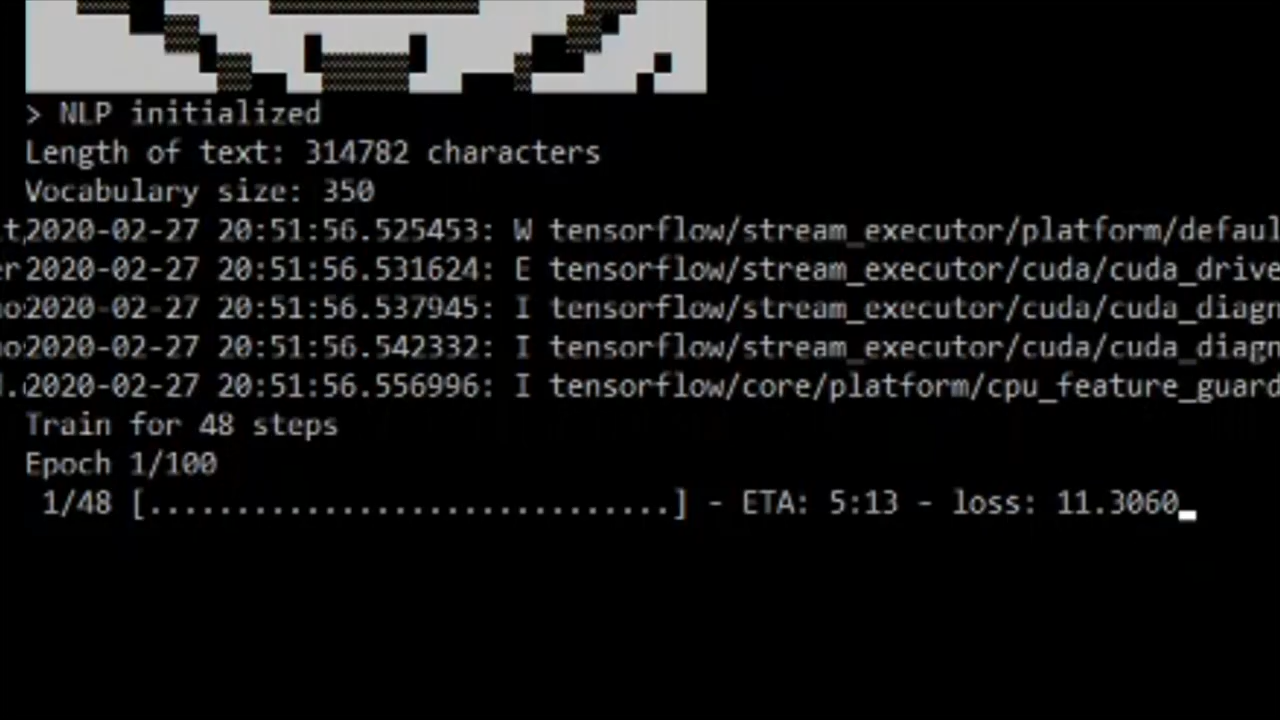 > NLP initialized
Length of text: 314782 characters
Vocabulary size: 350
2020-02-27 20:51:56.525453: W tensorflow/stream_executor/platform/defaul
er2020-02-27 20:51:56.531624: E tensorflow/stream_executor/cuda/cuda_drive
2020-02-27 20:51:56.537945: I tensorflow/stream_executor/cuda/cuda_diagn
2020-02-27 20:51:56.542332: I tensorflow/stream_executor/cuda/cuda_diagn
2020-02-27 20:51:56.556996: I tensorflow/core/platform/cpu_feature_guard
Train for 48 steps
Epoch 1/100
1/48 [..............................] - ETA: 5:13 - loss: 11.3060